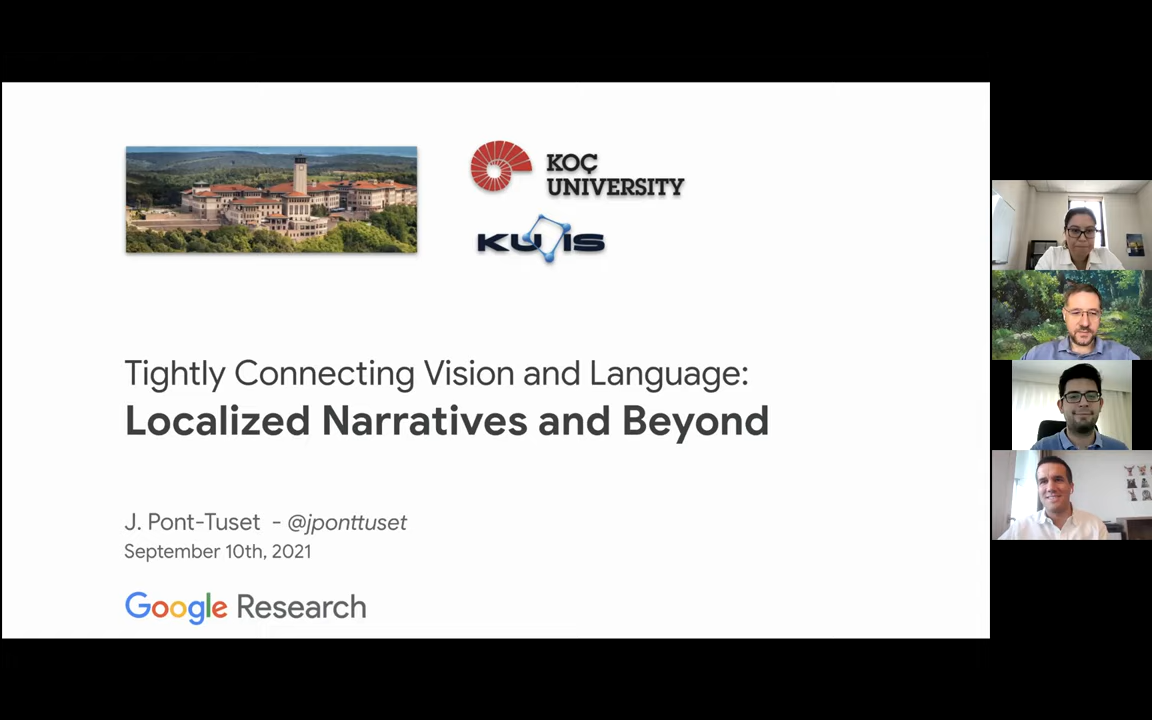 KOÇ
UNIVERSITY
KUIS
Tightly Connecting Vision and Language:
Localized Narratives and Beyond
J. Pont-Tuset - @jponttuset
September 10th, 2021
Google Research